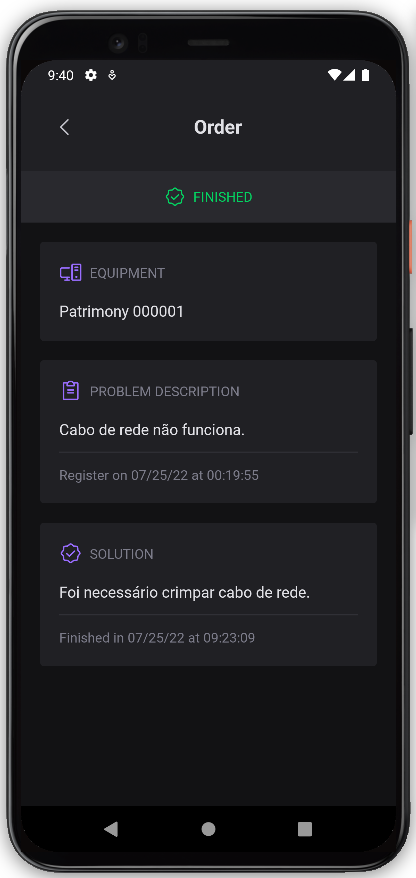 9:40
Order
FINISHED
EQUIPMENT
Patrimony 000001
PROBLEM DESCRIPTION
Cabo de rede não funciona.
Register on 07/25/22 at 00:19:55
SOLUTION
Foi necessário crimpar cabo de rede.
Finished in 07/25/22 at 09:23:09